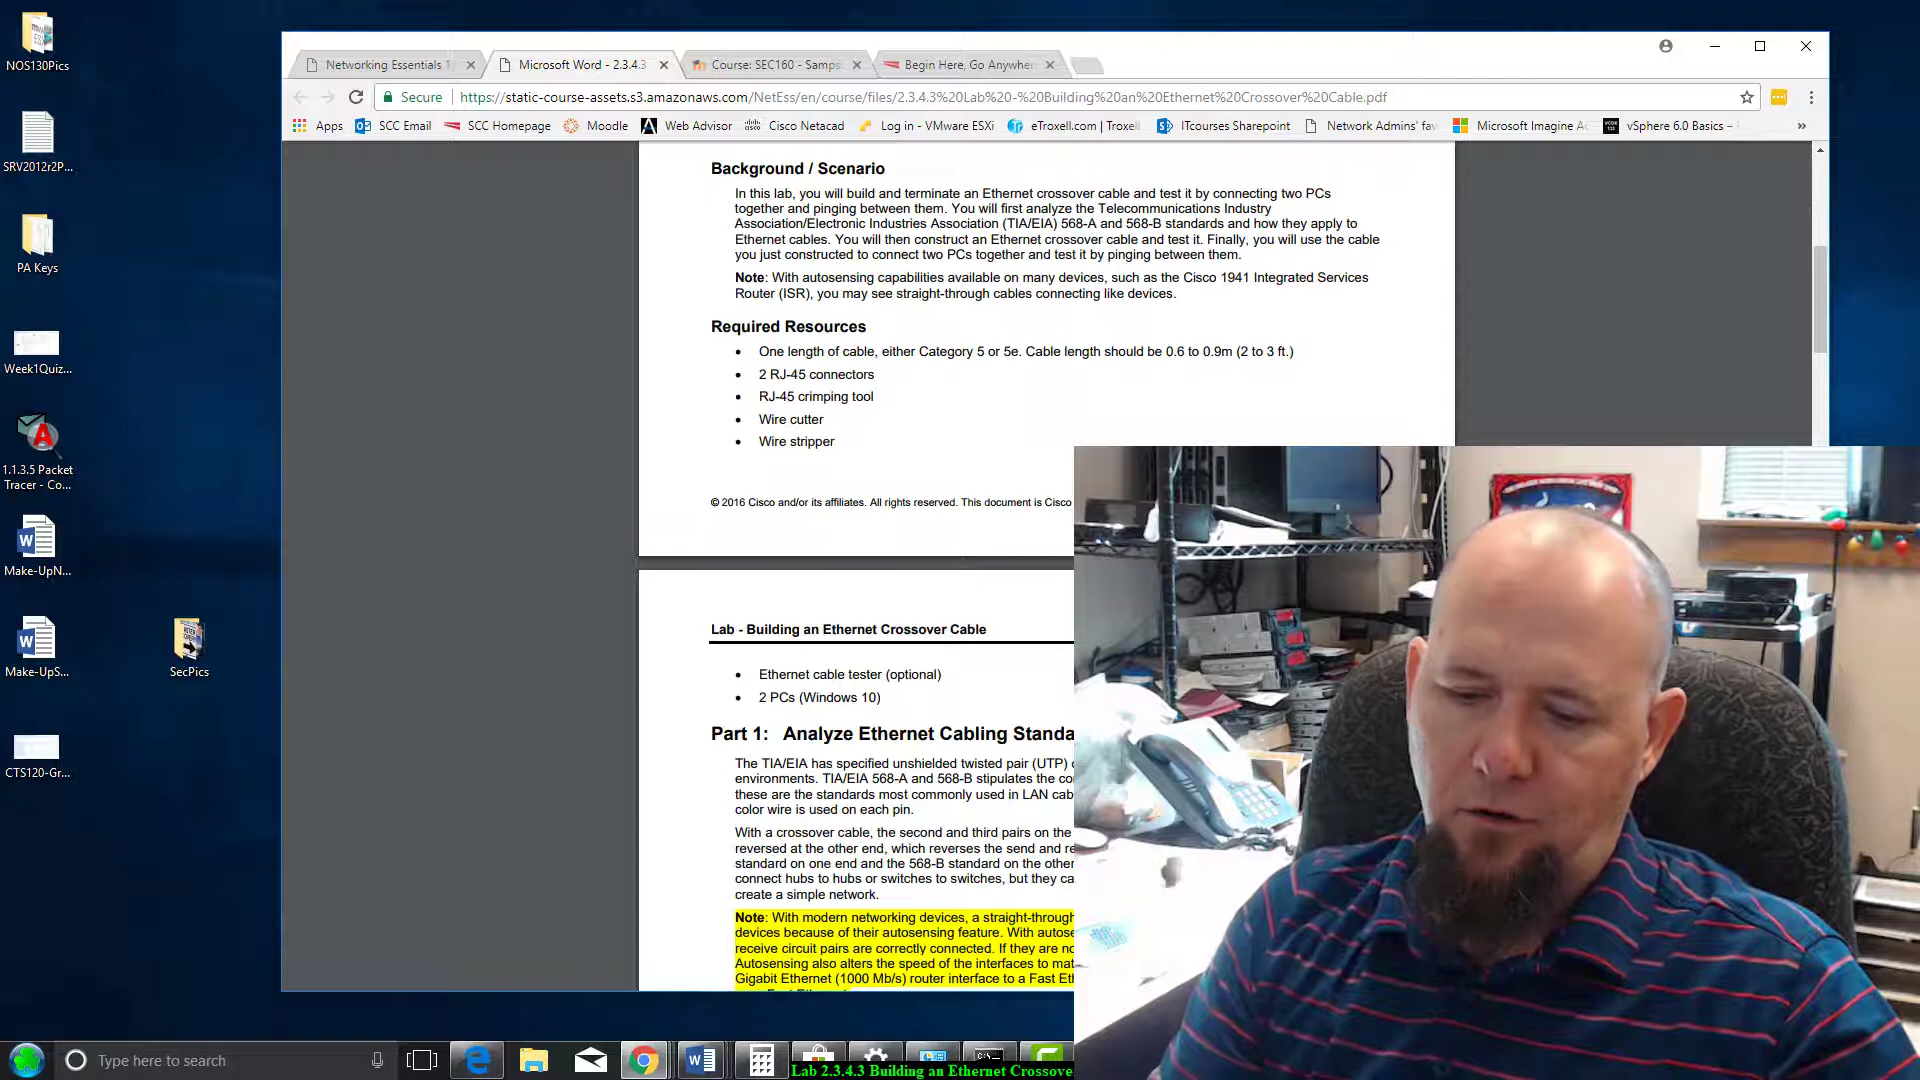 NOS130Pics
SRV2012r2P...
PA Keys
Week1Quiz...
1.1.3.5 Packet
Tracer - Co...
Make-UpN...
Make-UpS...
SecPics
CTS120-Gr...
Networking Essentials 1
Microsoft Word - 2.3.4.3
Course: SEC160 - Samps
Begin Here, Go Anywher
Secure
https://static-course-assets.s3.amazonaws.com/NetEss/en/course/files/2.3.4.3%20Lab%20-%20Building%20an%20Ethernet%20Crossover%20Cable.pdf
Apps
SCC Email
SCC Homepage
Moodle
Web Advisor
Cisco Netacad
Log in - VMware ESXi
eTroxell.com | Troxell
ITcourses Sharepoint
Network Admins' fav
Microsoft Imagine Ac
vSphere 6.0 Basics –
Background / Scenario
In this lab, you will build and terminate an Ethernet crossover cable and test it by connecting two PCs
together and pinging between them. You will first analyze the Telecommunications Industry
Association/Electronic Industries Association (TIA/EIA) 568-A and 568-B standards and how they apply to
Ethernet cables. You will then construct an Ethernet crossover cable and test it. Finally, you will use the cable
you just constructed to connect two PCs together and test it by pinging between them.
Note: With autosensing capabilities available on many devices, such as the Cisco 1941 Integrated Services
Router (ISR), you may see straight-through cables connecting like devices.
Required Resources
• One length of cable, either Category 5 or 5e. Cable length should be 0.6 to 0.9m (2 to 3 ft.)
• 2 RJ-45 connectors
• RJ-45 crimping tool
• Wire cutter
• Wire stripper
© 2016 Cisco and/or its affiliates. All rights reserved. This document is Cisco
Lab - Building an Ethernet Crossover Cable
• Ethernet cable tester (optional)
• 2 PCs (Windows 10)
Part 1: Analyze Ethernet Cabling Standa
The TIA/EIA has specified unshielded twisted pair (UTP) c
environments. TIA/EIA 568-A and 568-B stipulates the co
these are the standards most commonly used in LAN cab
color wire is used on each pin.
With a crossover cable, the second and third pairs on the
reversed at the other end, which reverses the send and re
standard on one end and the 568-B standard on the other
connect hubs to hubs or switches to switches, but they ca
create a simple network.
Note: With modern networking devices, a straight-through
devices because of their autosensing feature. With autose
receive circuit pairs are correctly connected. If they are no
Autosensing also alters the speed of the interfaces to mat
Gigabit Ethernet (1000 Mb/s) router interface to a Fast Eth
Type here to search
Lab 2.3.4.3 Building an Ethernet Crossove